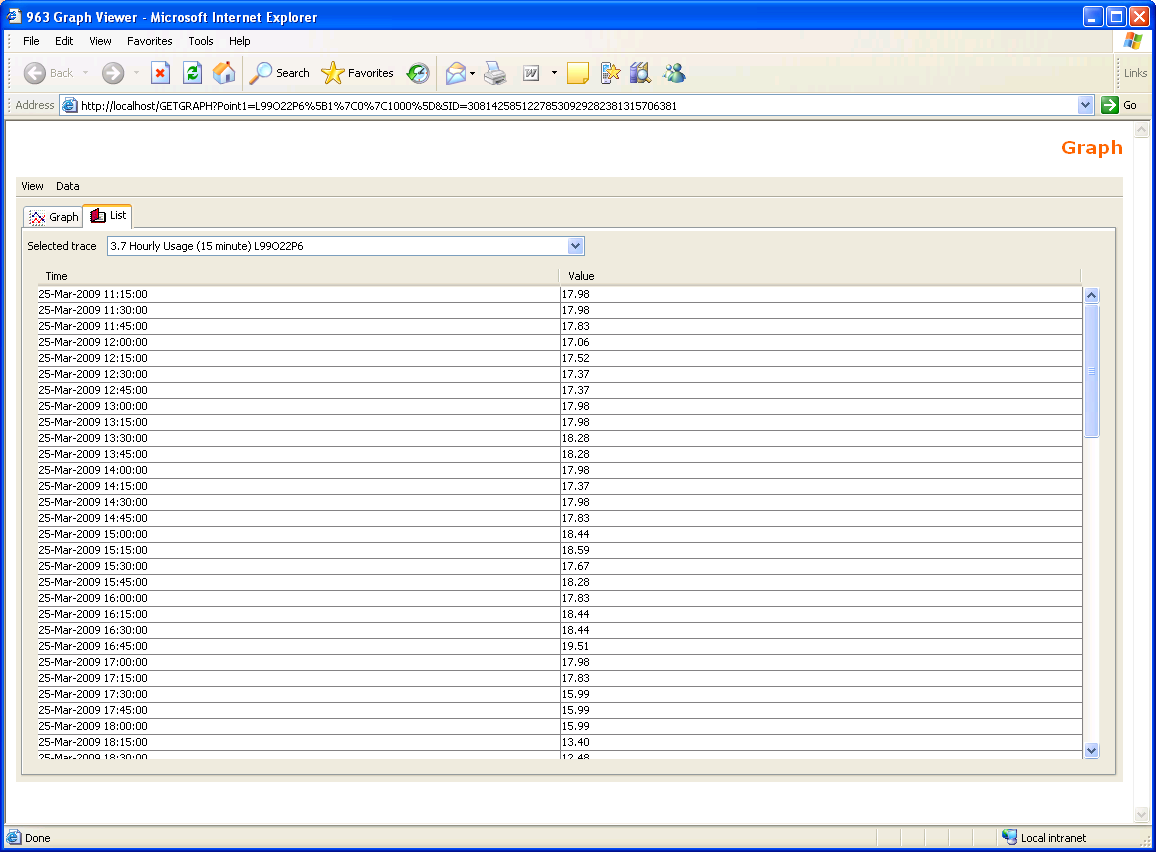 963 Graph Viewer - Microsoft Internet Explorer
File Edit View Favorites Tools Help
Back Search Favorites Links
Address http://localhost/GETGRAPH?Point1=L99O22P6%5B1%7C0%7C1000%5D&SID=30814258512278530929282381315706381 Go
Graph
View Data
Graph List
Selected trace 3.7 Hourly Usage (15 minute) L99O22P6
Time Value
25-Mar-2009 11:15:00 17.98
25-Mar-2009 11:30:00 17.98
25-Mar-2009 11:45:00 17.83
25-Mar-2009 12:00:00 17.06
25-Mar-2009 12:15:00 17.52
25-Mar-2009 12:30:00 17.37
25-Mar-2009 12:45:00 17.37
25-Mar-2009 13:00:00 17.98
25-Mar-2009 13:15:00 17.98
25-Mar-2009 13:30:00 18.28
25-Mar-2009 13:45:00 18.28
25-Mar-2009 14:00:00 17.98
25-Mar-2009 14:15:00 17.37
25-Mar-2009 14:30:00 17.98
25-Mar-2009 14:45:00 17.83
25-Mar-2009 15:00:00 18.44
25-Mar-2009 15:15:00 18.59
25-Mar-2009 15:30:00 17.67
25-Mar-2009 15:45:00 18.28
25-Mar-2009 16:00:00 17.83
25-Mar-2009 16:15:00 18.44
25-Mar-2009 16:30:00 18.44
25-Mar-2009 16:45:00 19.51
25-Mar-2009 17:00:00 17.98
25-Mar-2009 17:15:00 17.83
25-Mar-2009 17:30:00 15.99
25-Mar-2009 17:45:00 15.99
25-Mar-2009 18:00:00 15.99
25-Mar-2009 18:15:00 13.40
25-Mar-2009 18:30:00 12.48
Done Local intranet